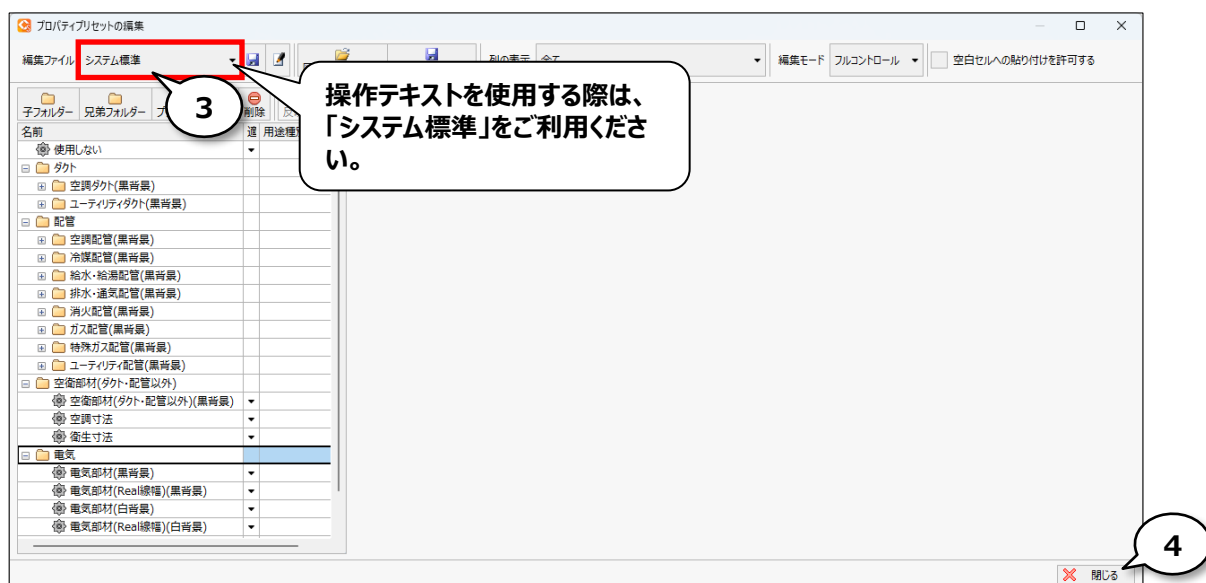 プロパティプリセットの編集
編集ファイル システム標準 列の表示 全て 編集モード フルコントロール 空白セルへの貼り付けを許可する
3
操作テキストを使用する際は、
「システム標準」をご利用くださ
い。
子フォルダー 兄弟フォルダー 削除
名前 用途種別
使用しない
ダクト
空調ダクト(黒背景)
ユーティリティダクト(黒背景)
配管
空調配管(黒背景)
冷媒配管(黒背景)
給水・給湯配管(黒背景)
排水・通気配管(黒背景)
消火配管(黒背景)
ガス配管(黒背景)
特殊ガス配管(黒背景)
ユーティリティ配管(黒背景)
空衛部材(ダクト・配管以外)
空衛部材(ダクト・配管以外)(黒背景)
空調寸法
衛生寸法
電気
電気部材(黒背景)
電気部材(Real線幅)(黒背景)
電気部材(白背景)
電気部材(Real線幅)(白背景)
4
閉じる